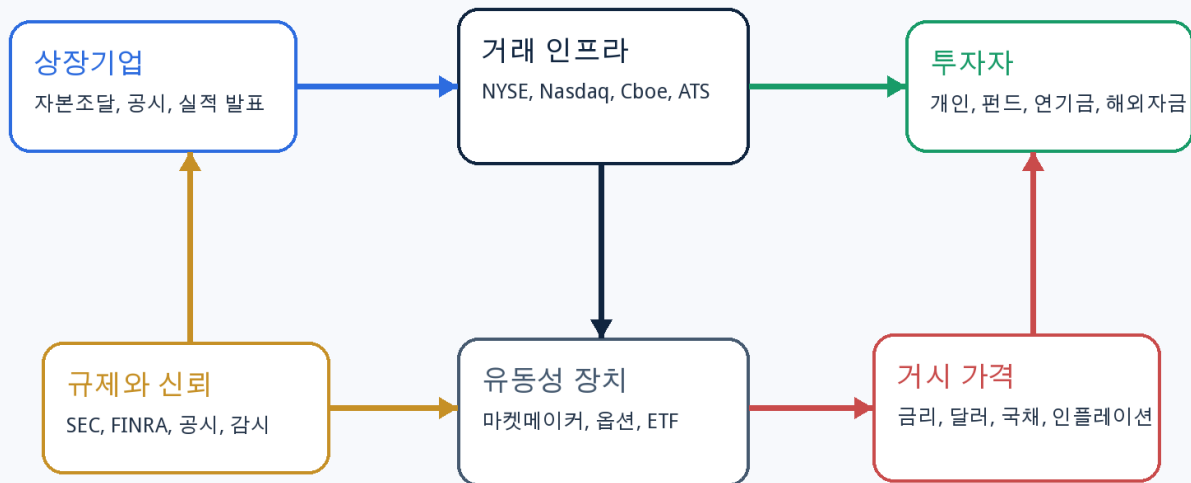 상장기업
자본조달, 공시, 실적 발표
거래 인프라
NYSE, Nasdaq, Cboe, ATS
투자자
개인, 펀드, 연기금, 해외자금
규제와 신뢰
SEC, FINRA, 공시, 감시
유동성 장치
마켓메이커, 옵션, ETF
거시 가격
금리, 달러, 국채, 인플레이션